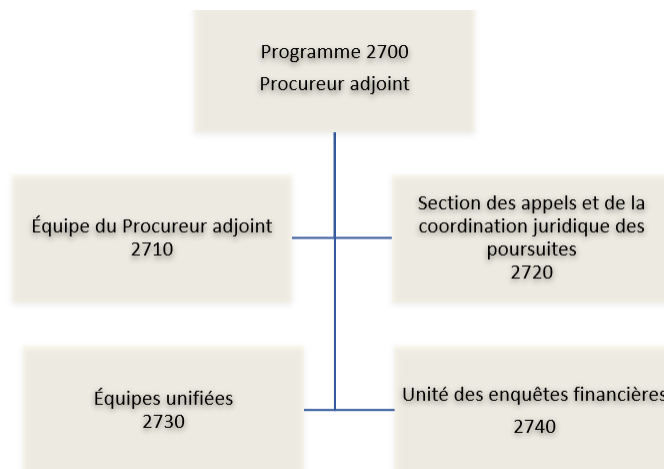 Programme 2700
Procureur adjoint
Équipe du Procureur adjoint
2710
Section des appels et de la
coordination juridique des
poursuites
2720
Équipes unifiées
2730
Unité des enquêtes financières
2740